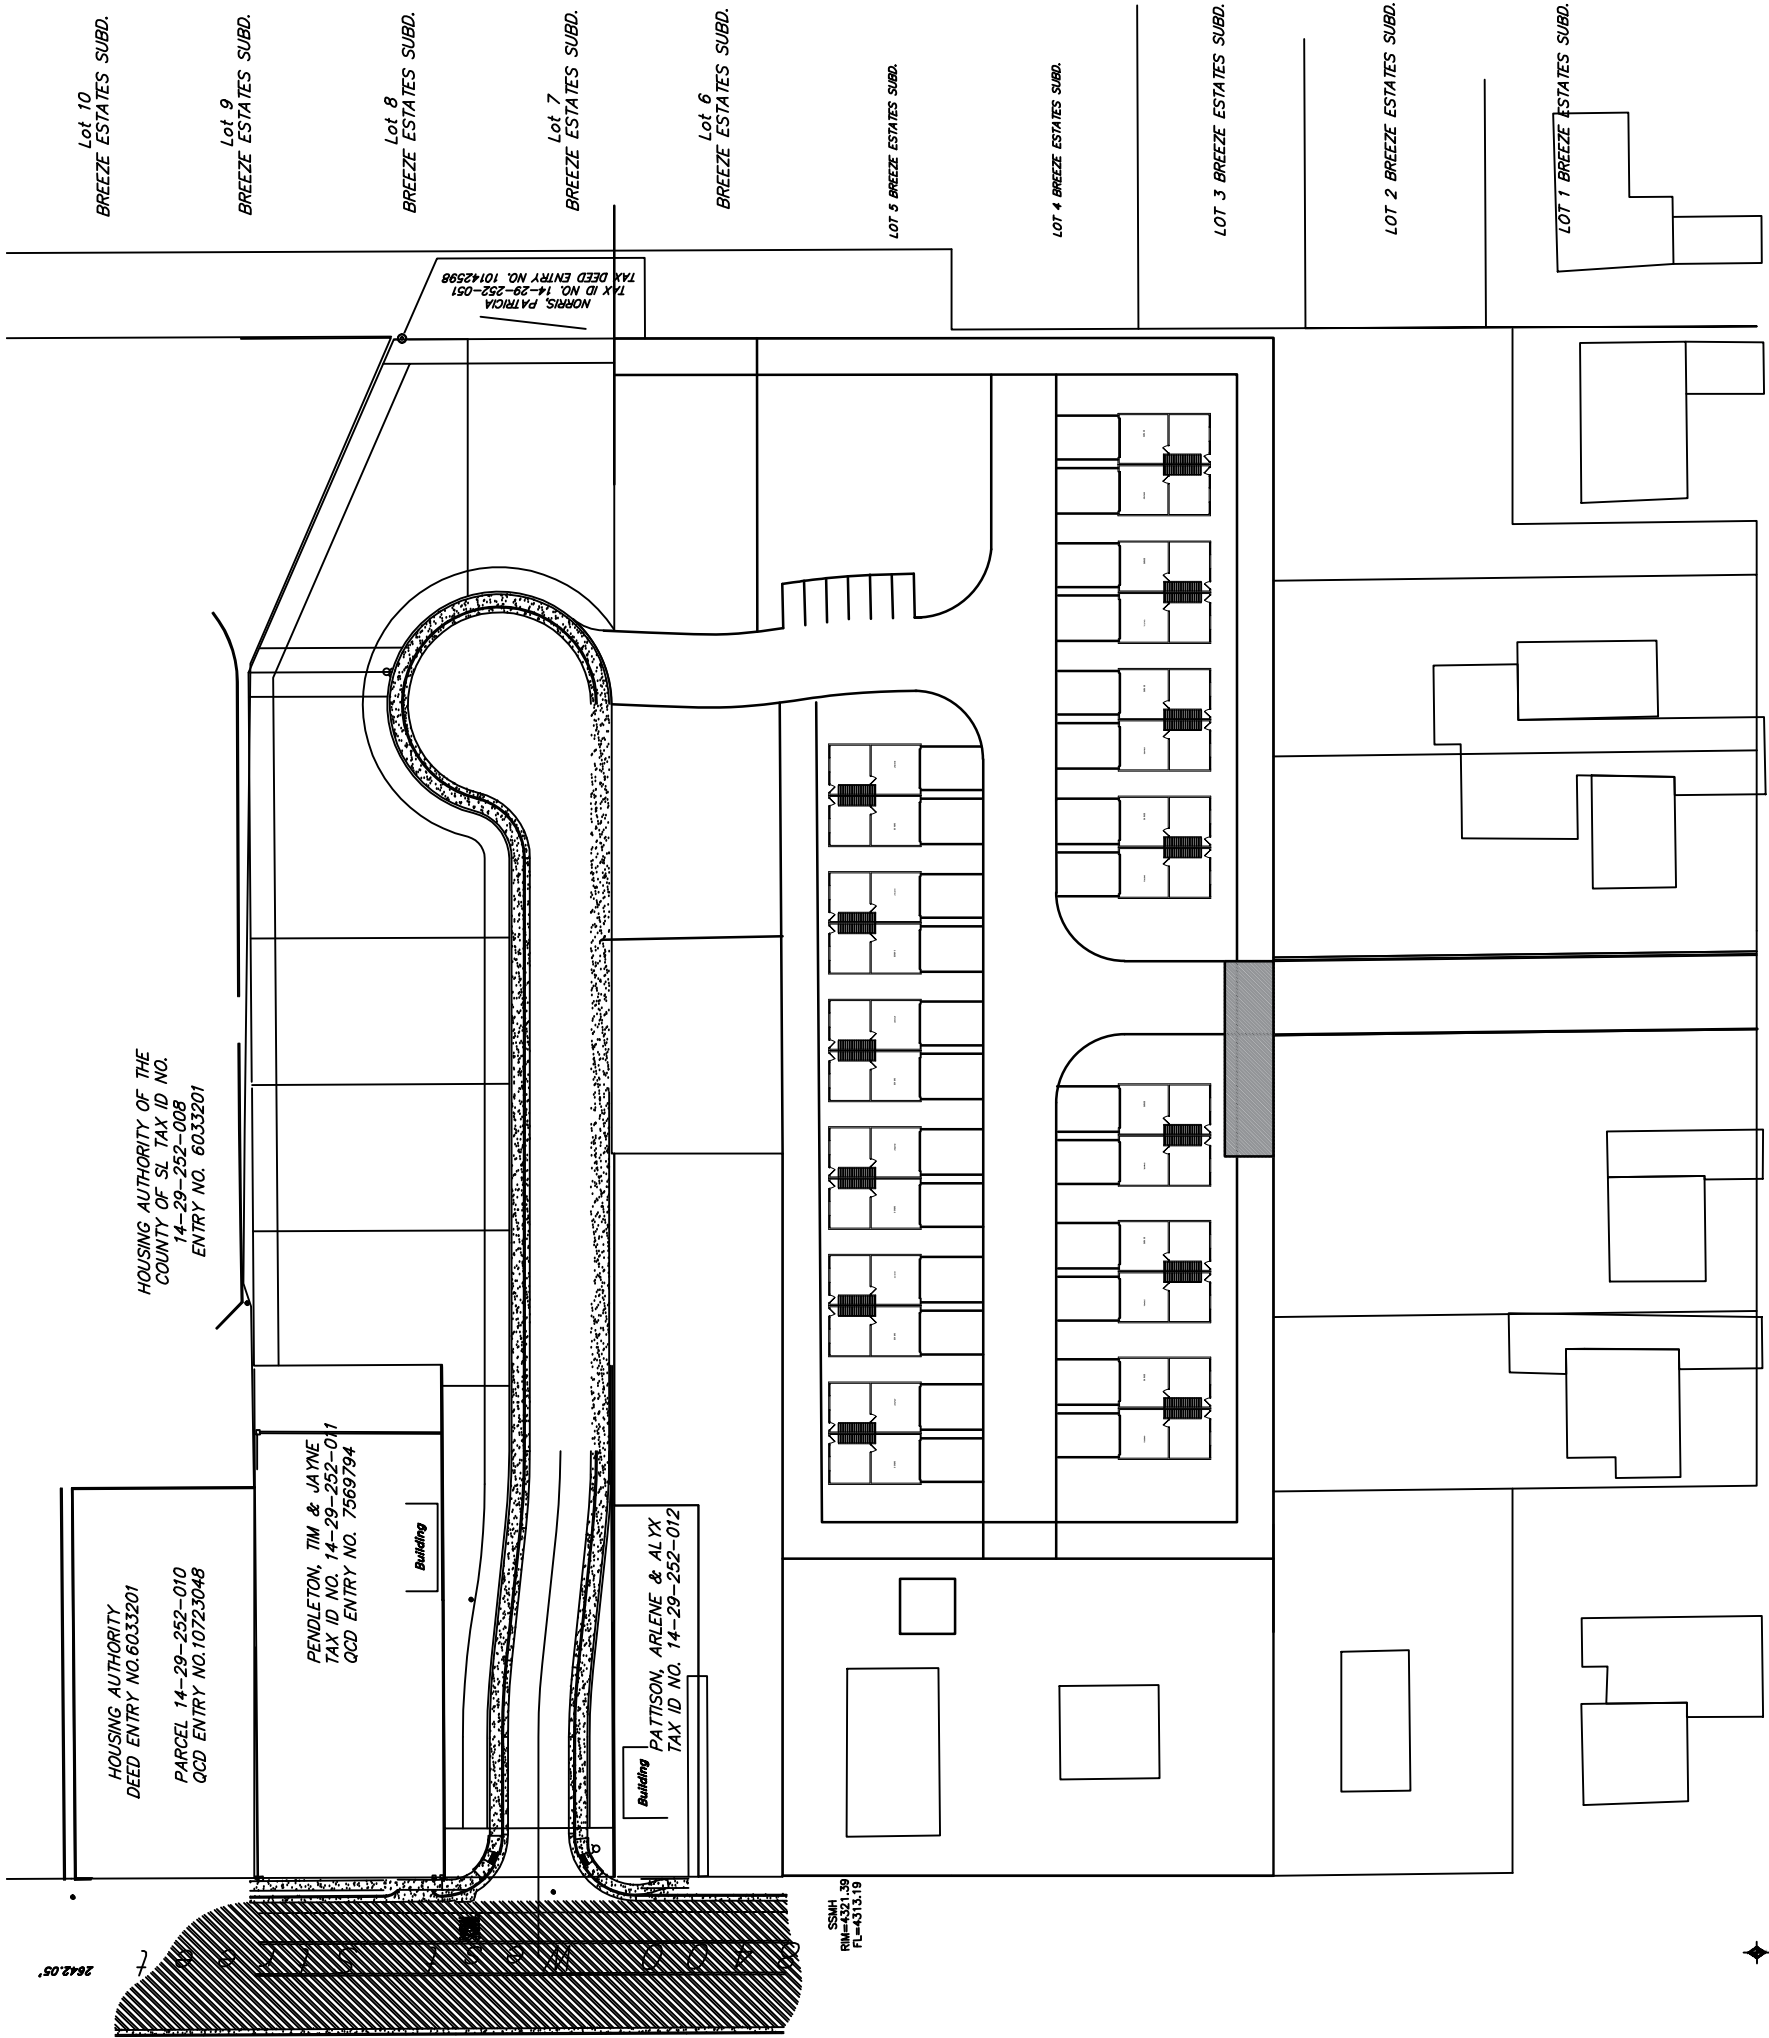 Lot 10
BREEZE ESTATES SUBD.
Lot 9
BREEZE ESTATES SUBD.
Lot 8
BREEZE ESTATES SUBD.
Lot 7
BREEZE ESTATES SUBD.
Lot 6
BREEZE ESTATES SUBD.
LOT 5 BREEZE ESTATES SUBD.
LOT 4 BREEZE ESTATES SUBD.
LOT 3 BREEZE ESTATES SUBD.
LOT 2 BREEZE ESTATES SUBD.
LOT 1 BREEZE ESTATES SUBD.
NORRIS, PATRICIA
TAX ID NO. 14-29-252-051
TAX DEED ENTRY NO. 10142598
HOUSING AUTHORITY OF THE
COUNTY OF SL TAX ID NO.
14-29-252-008
ENTRY NO. 6033201
PENDLETON, TIM & JAYNE
TAX ID NO. 14-29-252-011
QCD ENTRY NO. 7569794
Building
HOUSING AUTHORITY
DEED ENTRY NO.6033201
PARCEL 14-29-252-010
QCD ENTRY NO.10723048
PATTISON, ARLENE & ALYX
TAX ID NO. 14-29-252-012
Building
SSMH
RIM=4321.39
FL=4313.19
2642.05'
8400 West Street